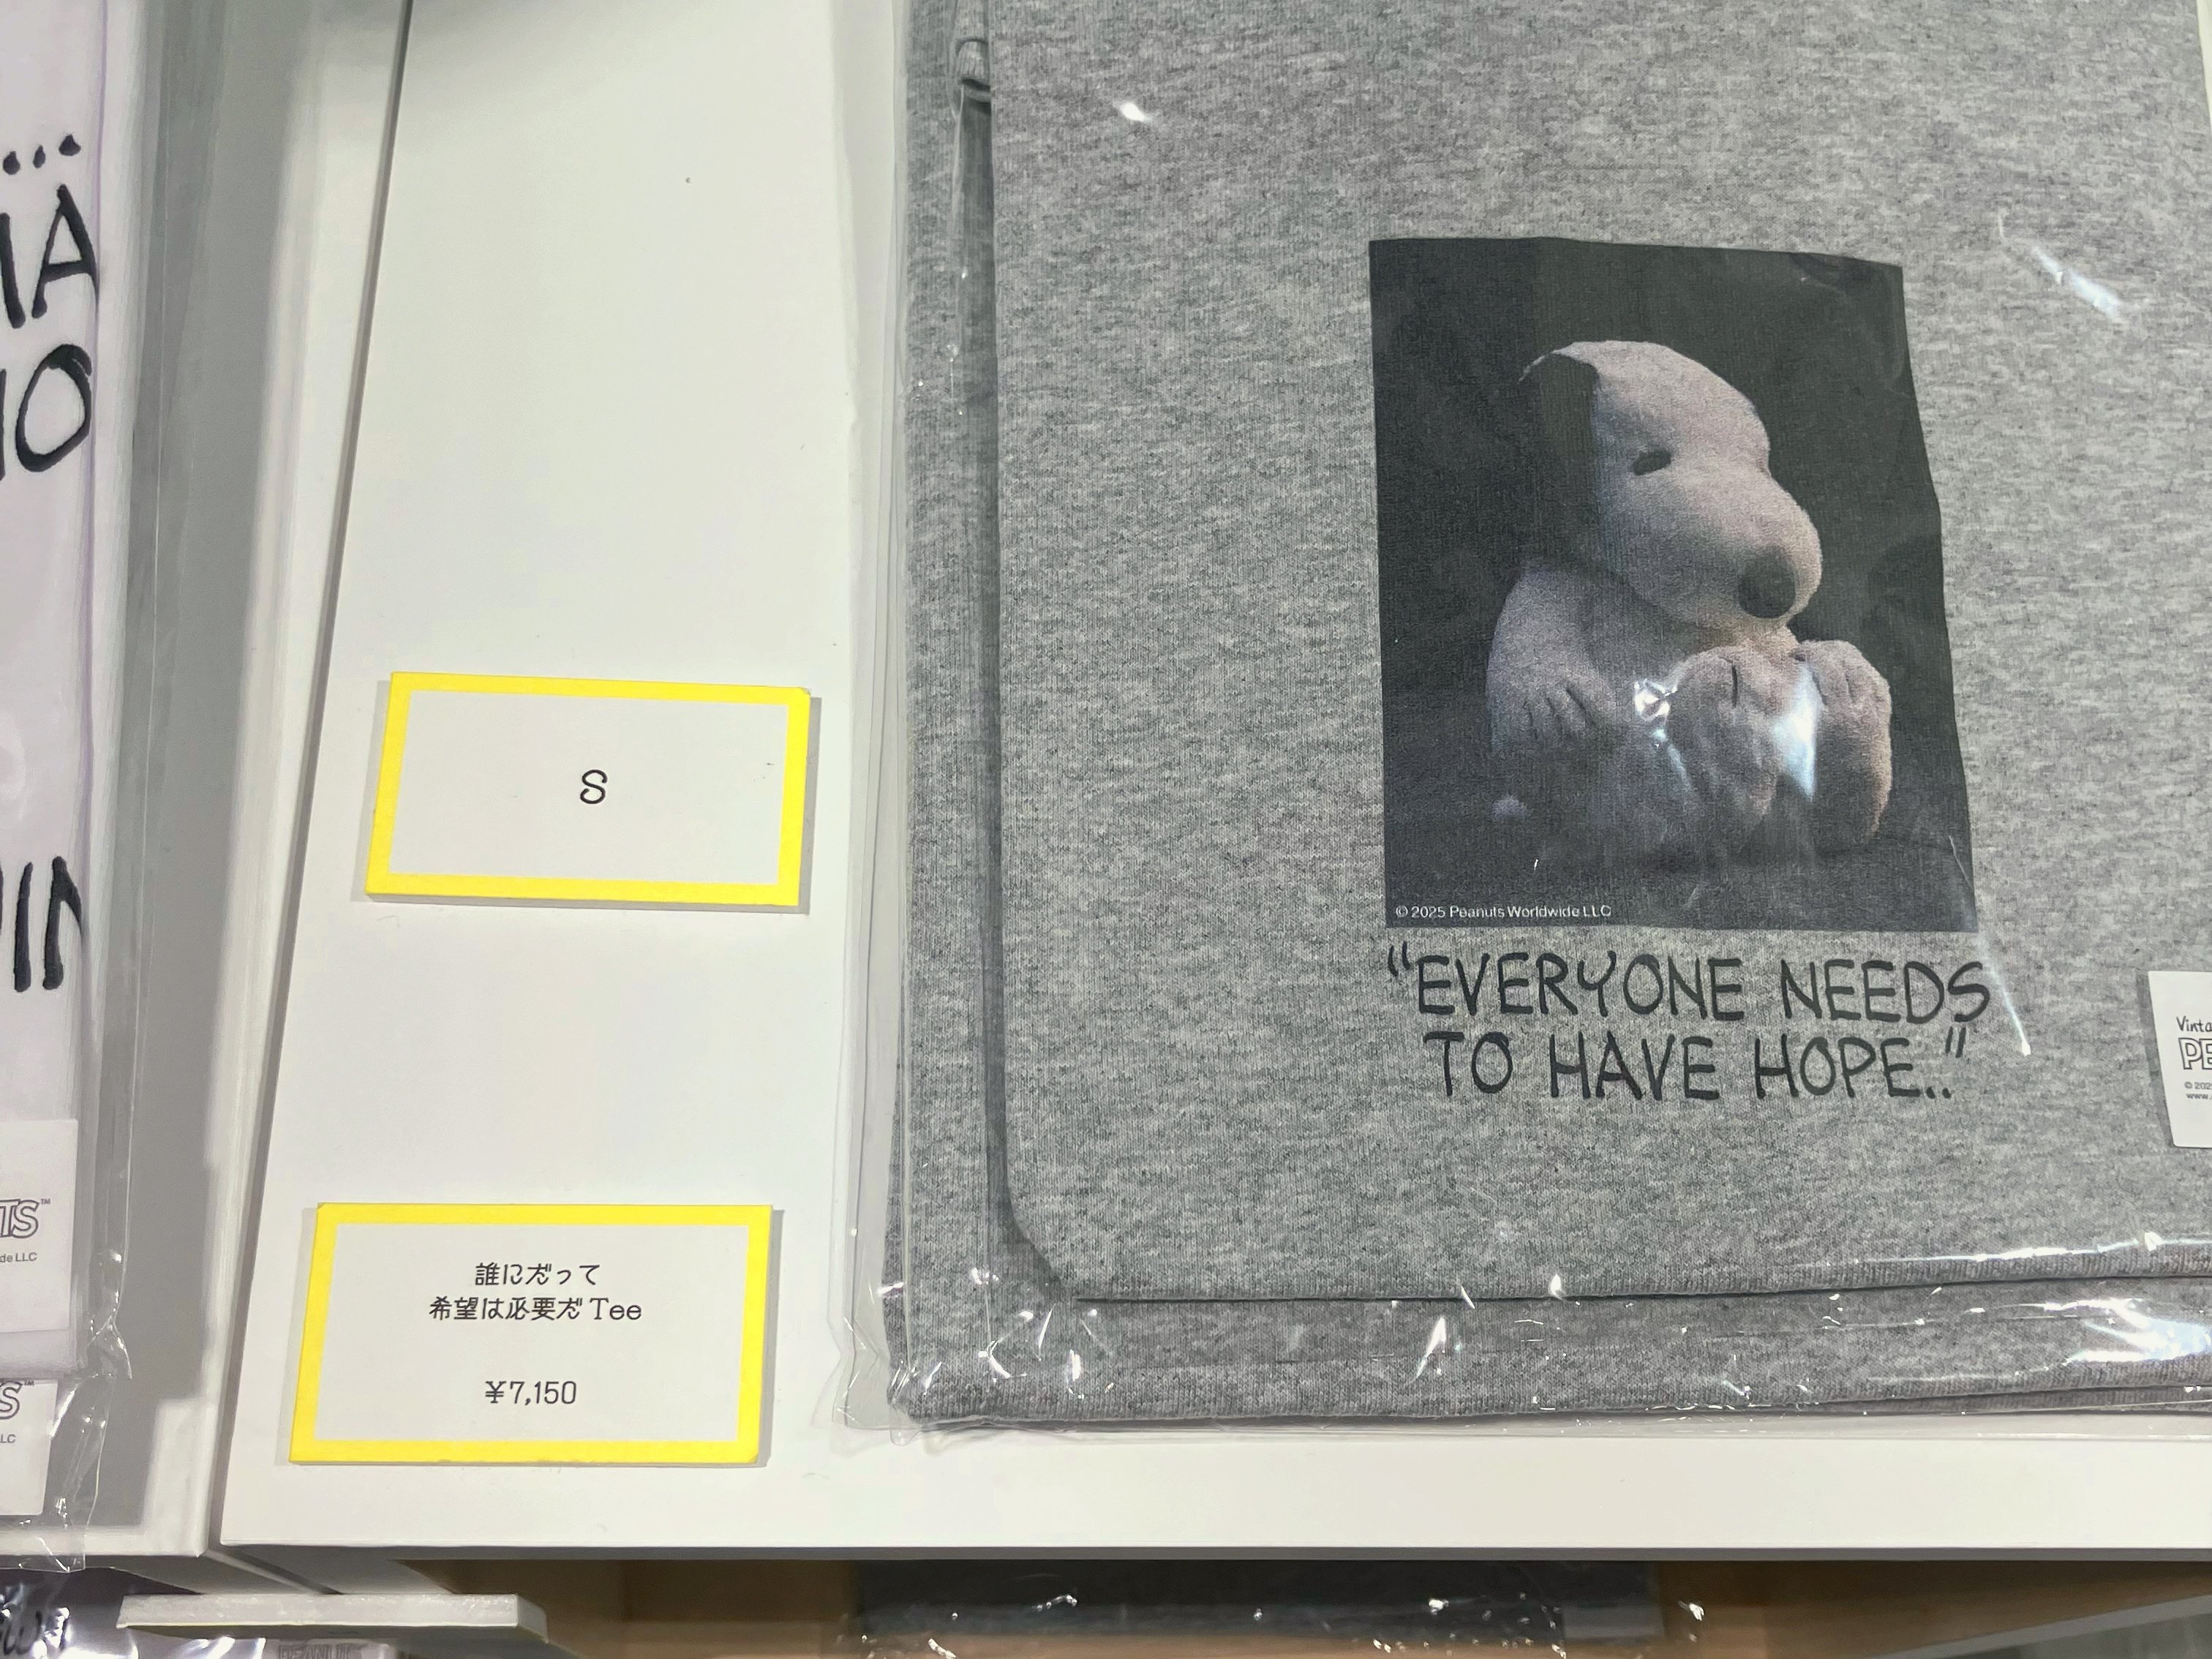 S
誰にだって
希望は必要だ Tee
¥7,150
© 2025 Peanuts Worldwide LLC
“EVERYONE NEEDS
TO HAVE HOPE..”